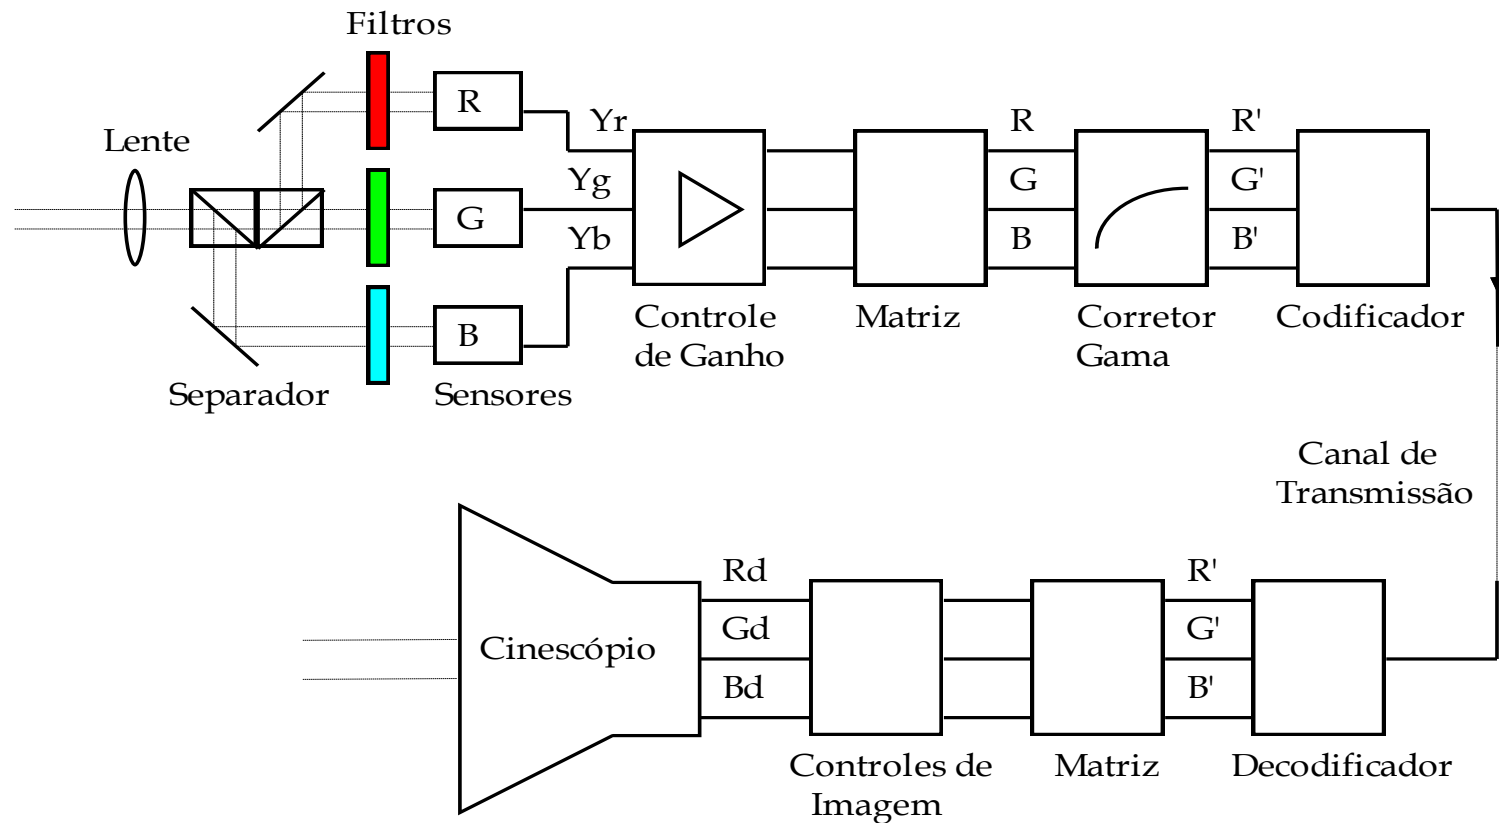 Filtros
Lente
R
G
B
Separador
Sensores
Yr
Yg
Yb
Controle
de Ganho
Matriz
R
G
B
Corretor
Gama
R'
G'
B'
Codificador
Canal de
Transmissão
Cinescópio
Rd
Gd
Bd
Controles de
Imagem
Matriz
R'
G'
B'
Decodificador